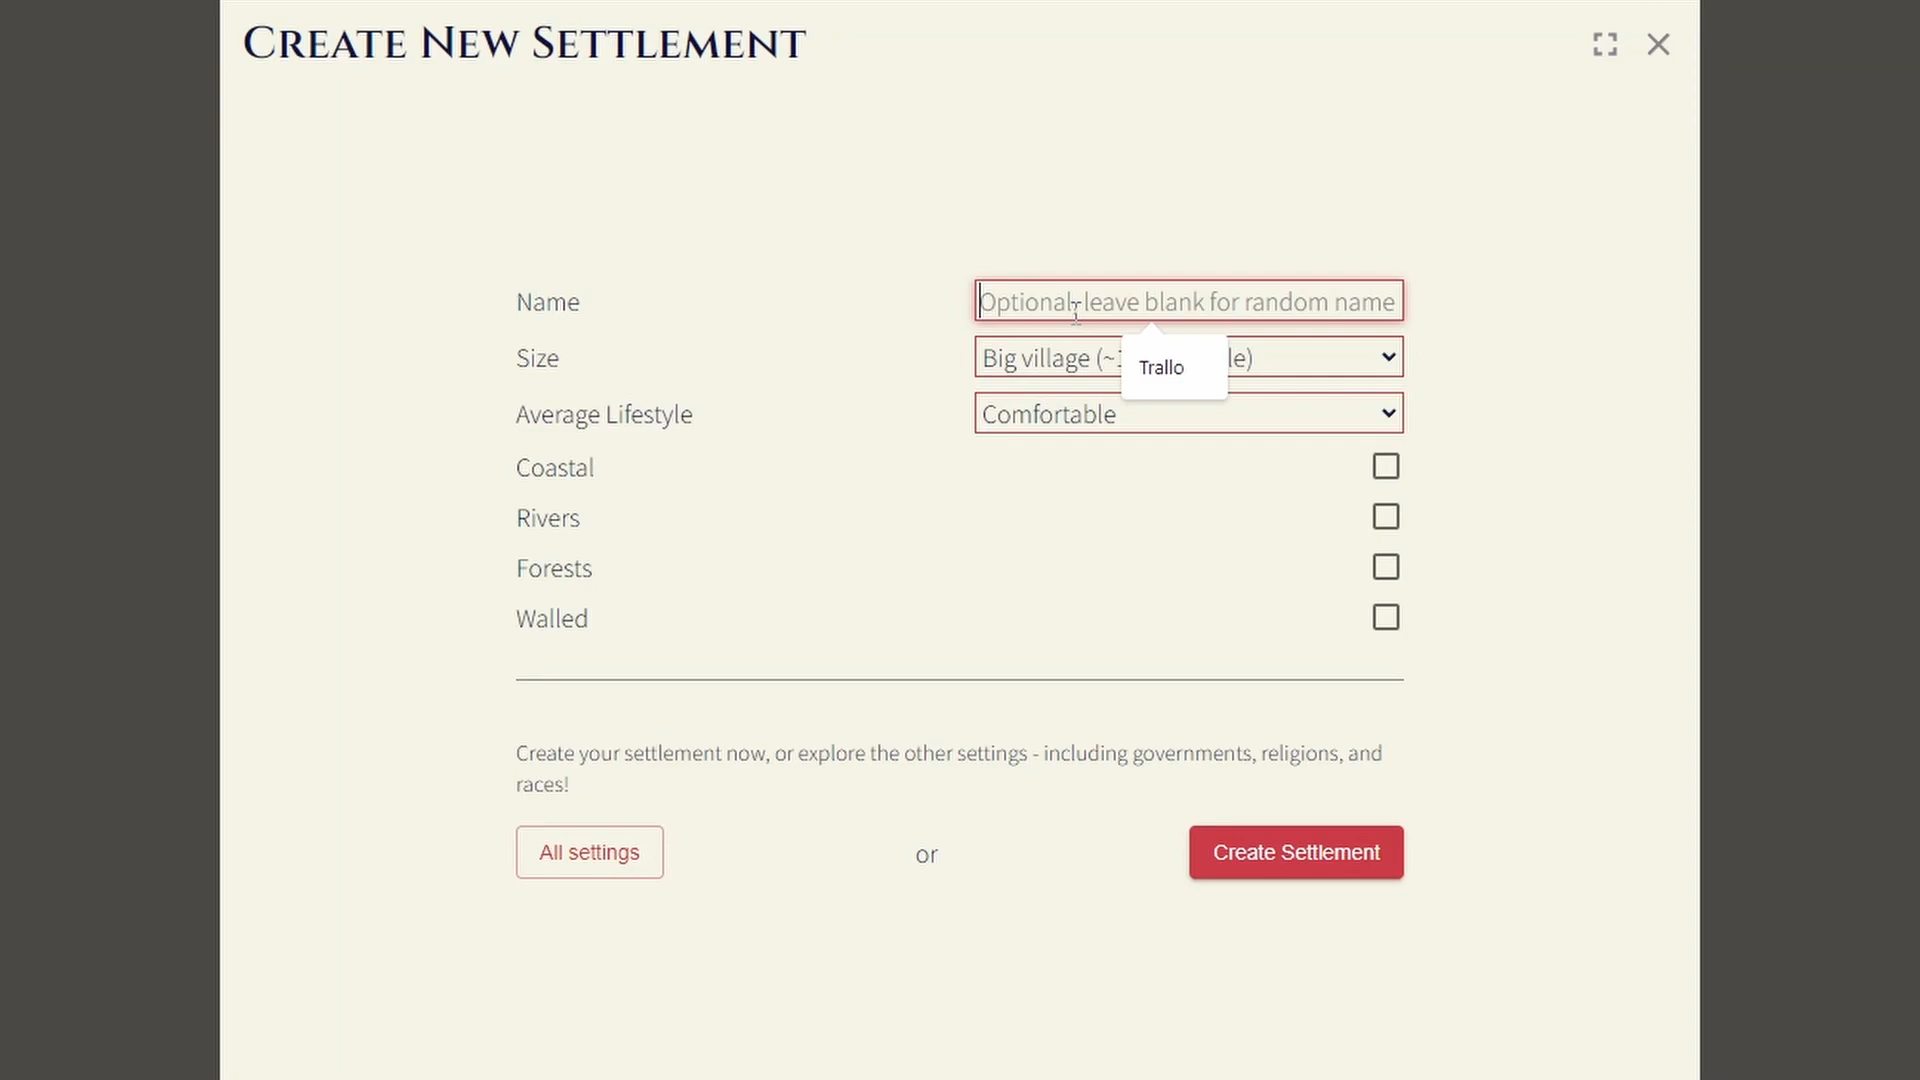 Create New Settlement
Name
Optional, leave blank for random name
Size
Big village (~ le)
Trallo
Average Lifestyle
Comfortable
Coastal
Rivers
Forests
Walled
Create your settlement now, or explore the other settings - including governments, religions, and
races!
All settings
or
Create Settlement